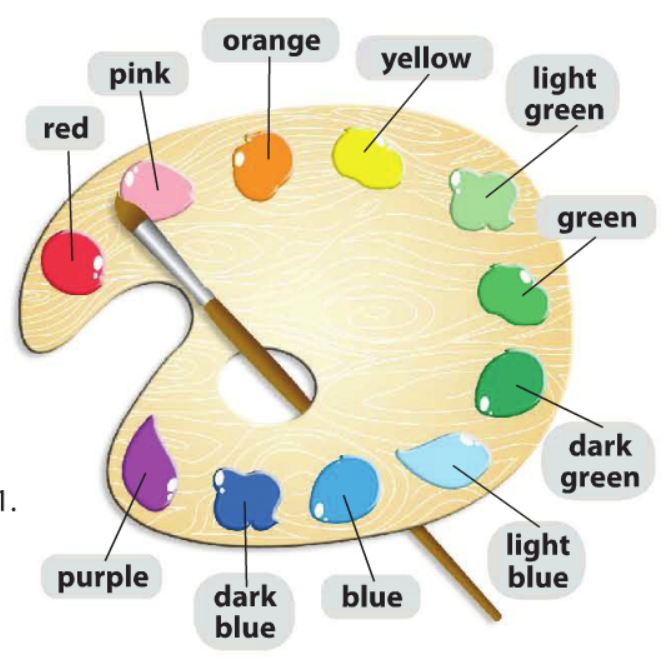 orange
yellow
pink
light
green
red
green
dark
green
1.
light
blue
purple
dark
blue
blue